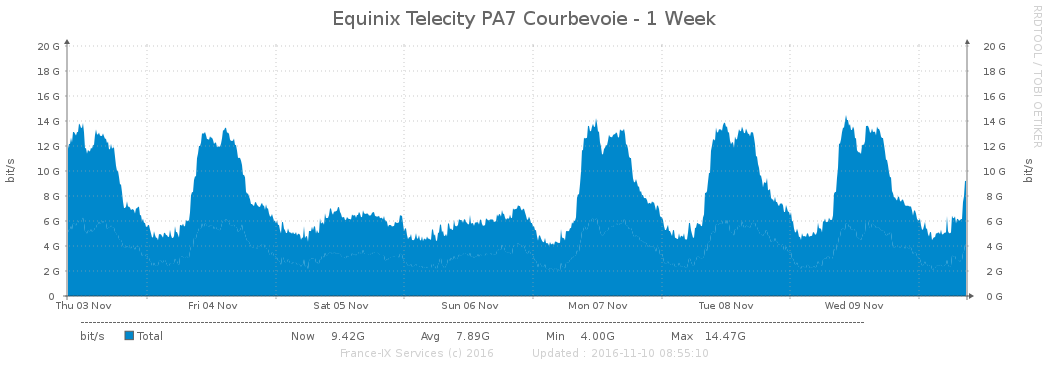 Equinix Telecity PA7 Courbevoie - 1 Week
RRDTOOL / TOBI OETIKER
bit/s
20 G
18 G
16 G
14 G
12 G
10 G
8 G
6 G
4 G
2 G
0
20 G
18 G
16 G
14 G
12 G
10 G
8 G
6 G
4 G
2 G
0 G
bit/s
Thu 03 Nov Fri 04 Nov Sat 05 Nov Sun 06 Nov Mon 07 Nov Tue 08 Nov Wed 09 Nov
bit/s Total Now 9.42G Avg 7.89G Min 4.00G Max 14.47G
France-IX Services (c) 2016 Updated : 2016-11-10 08:55:10